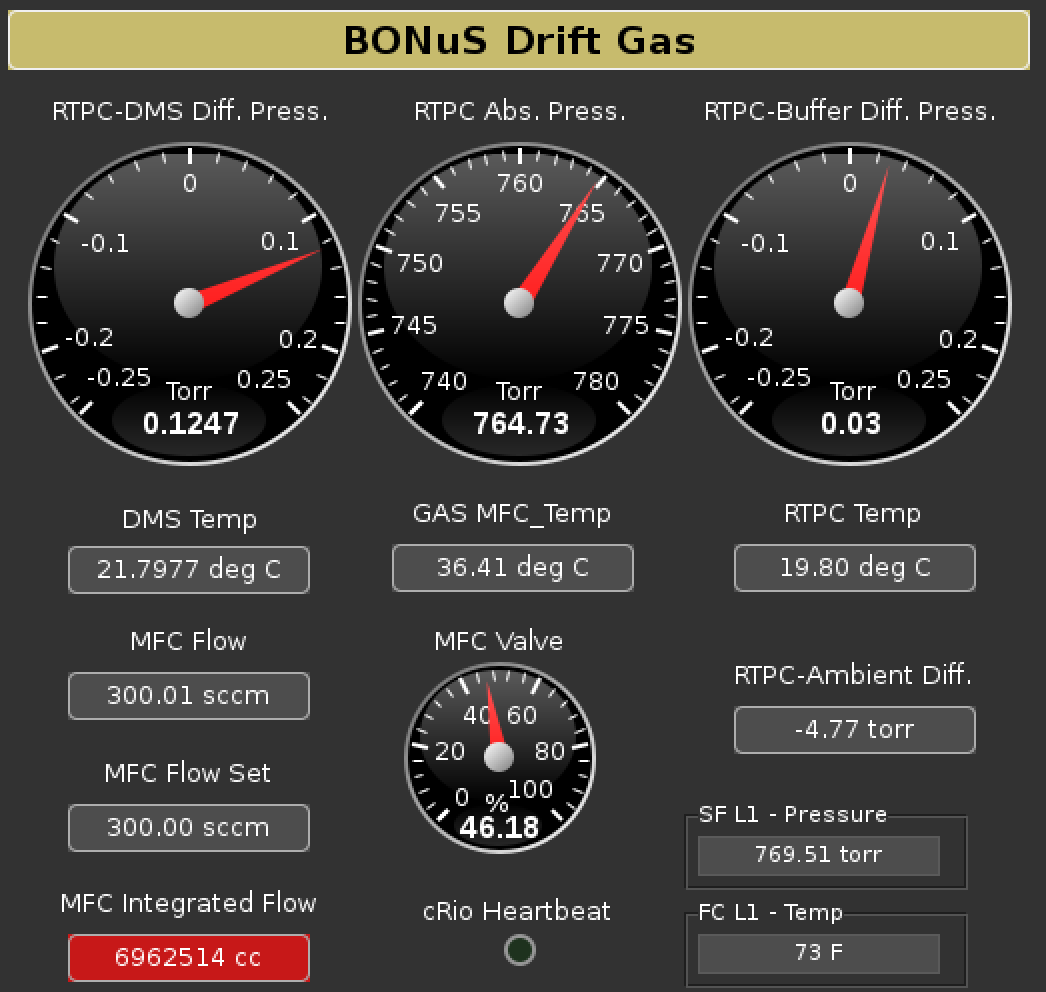 BONuS Drift Gas
RTPC-DMS Diff. Press.
0
-0.1
0.1
-0.2
0.2
-0.25
0.25
Torr
0.1247
RTPC Abs. Press.
760
755
765
750
770
745
775
740
780
Torr
764.73
RTPC-Buffer Diff. Press.
0
-0.1
0.1
-0.2
0.2
-0.25
0.25
Torr
0.03
DMS Temp
21.7977 deg C
GAS MFC_Temp
36.41 deg C
RTPC Temp
19.80 deg C
MFC Flow
300.01 sccm
MFC Flow Set
300.00 sccm
MFC Integrated Flow
6962514 cc
MFC Valve
40 60
20 80
0 % 100
46.18
cRio Heartbeat
RTPC-Ambient Diff.
-4.77 torr
SF L1 - Pressure
769.51 torr
FC L1 - Temp
73 F